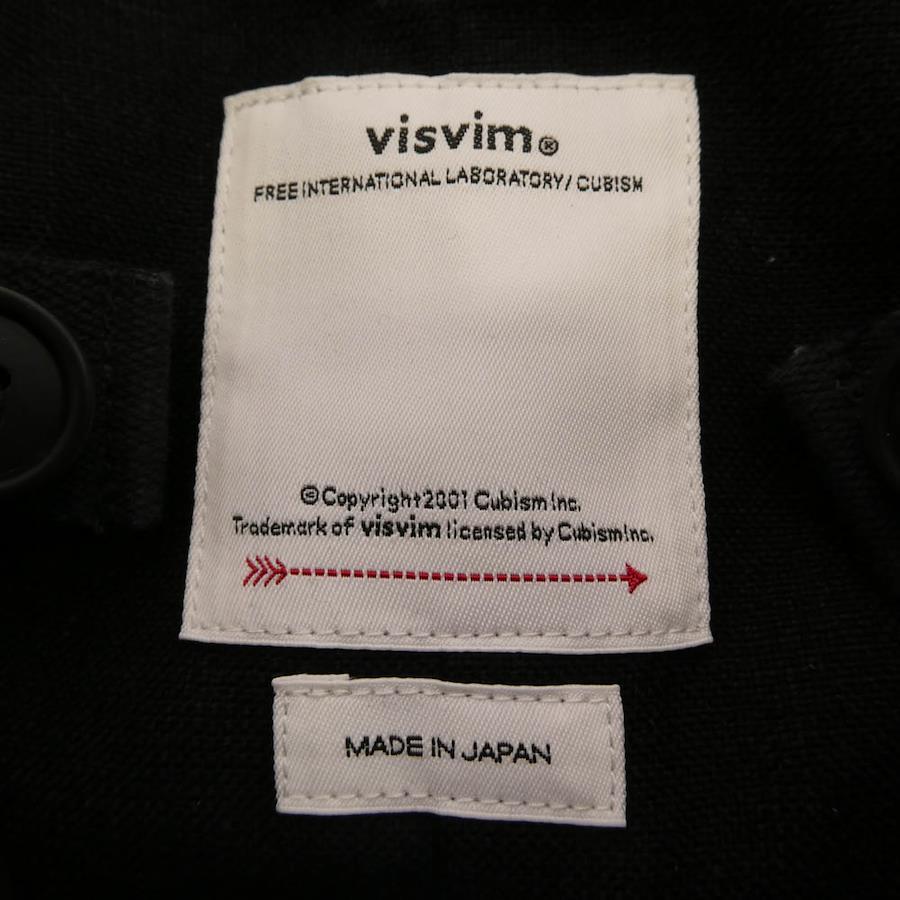 visvim®
FREE INTERNATIONAL LABORATORY/ CUBISM
©Copyright2001 Cubism Inc.
Trademark of visvim licensed by Cubism Inc.
MADE IN JAPAN